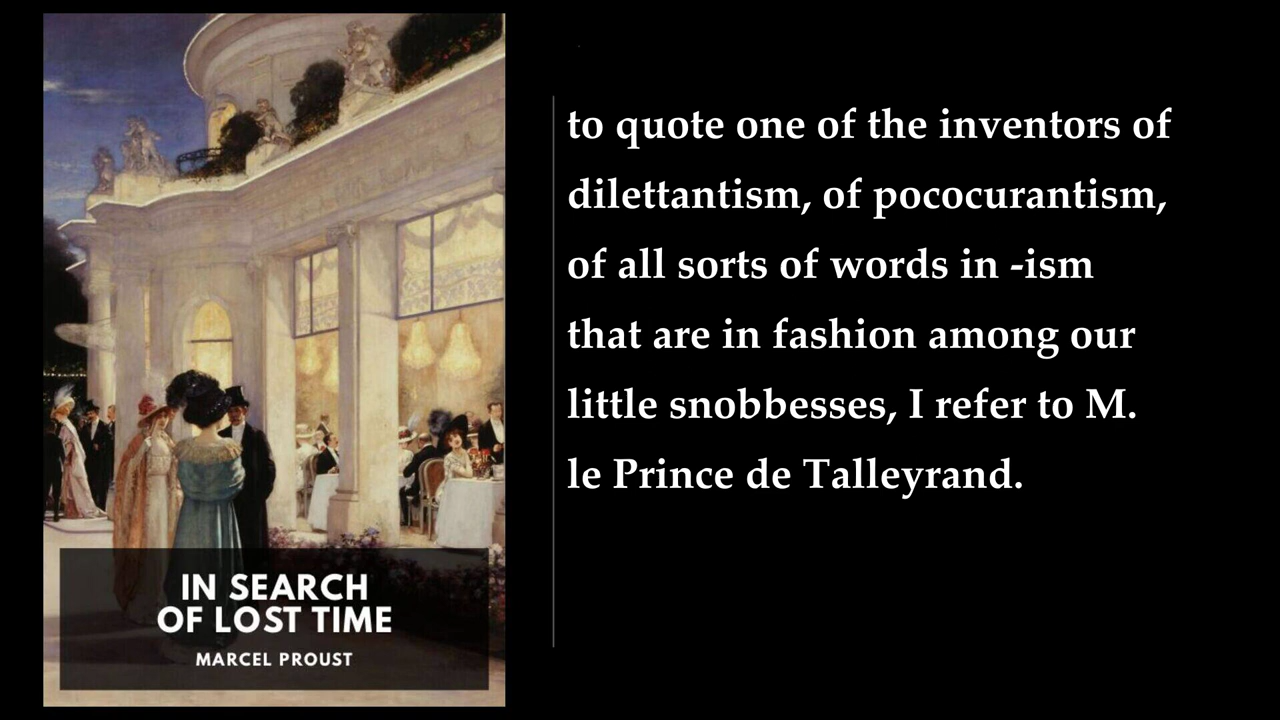 to quote one of the inventors of
dilettantism, of pococurantism,
of all sorts of words in -ism
that are in fashion among our
little snobbesses, I refer to M.
le Prince de Talleyrand.
IN SEARCH
OF LOST TIME
MARCEL PROUST